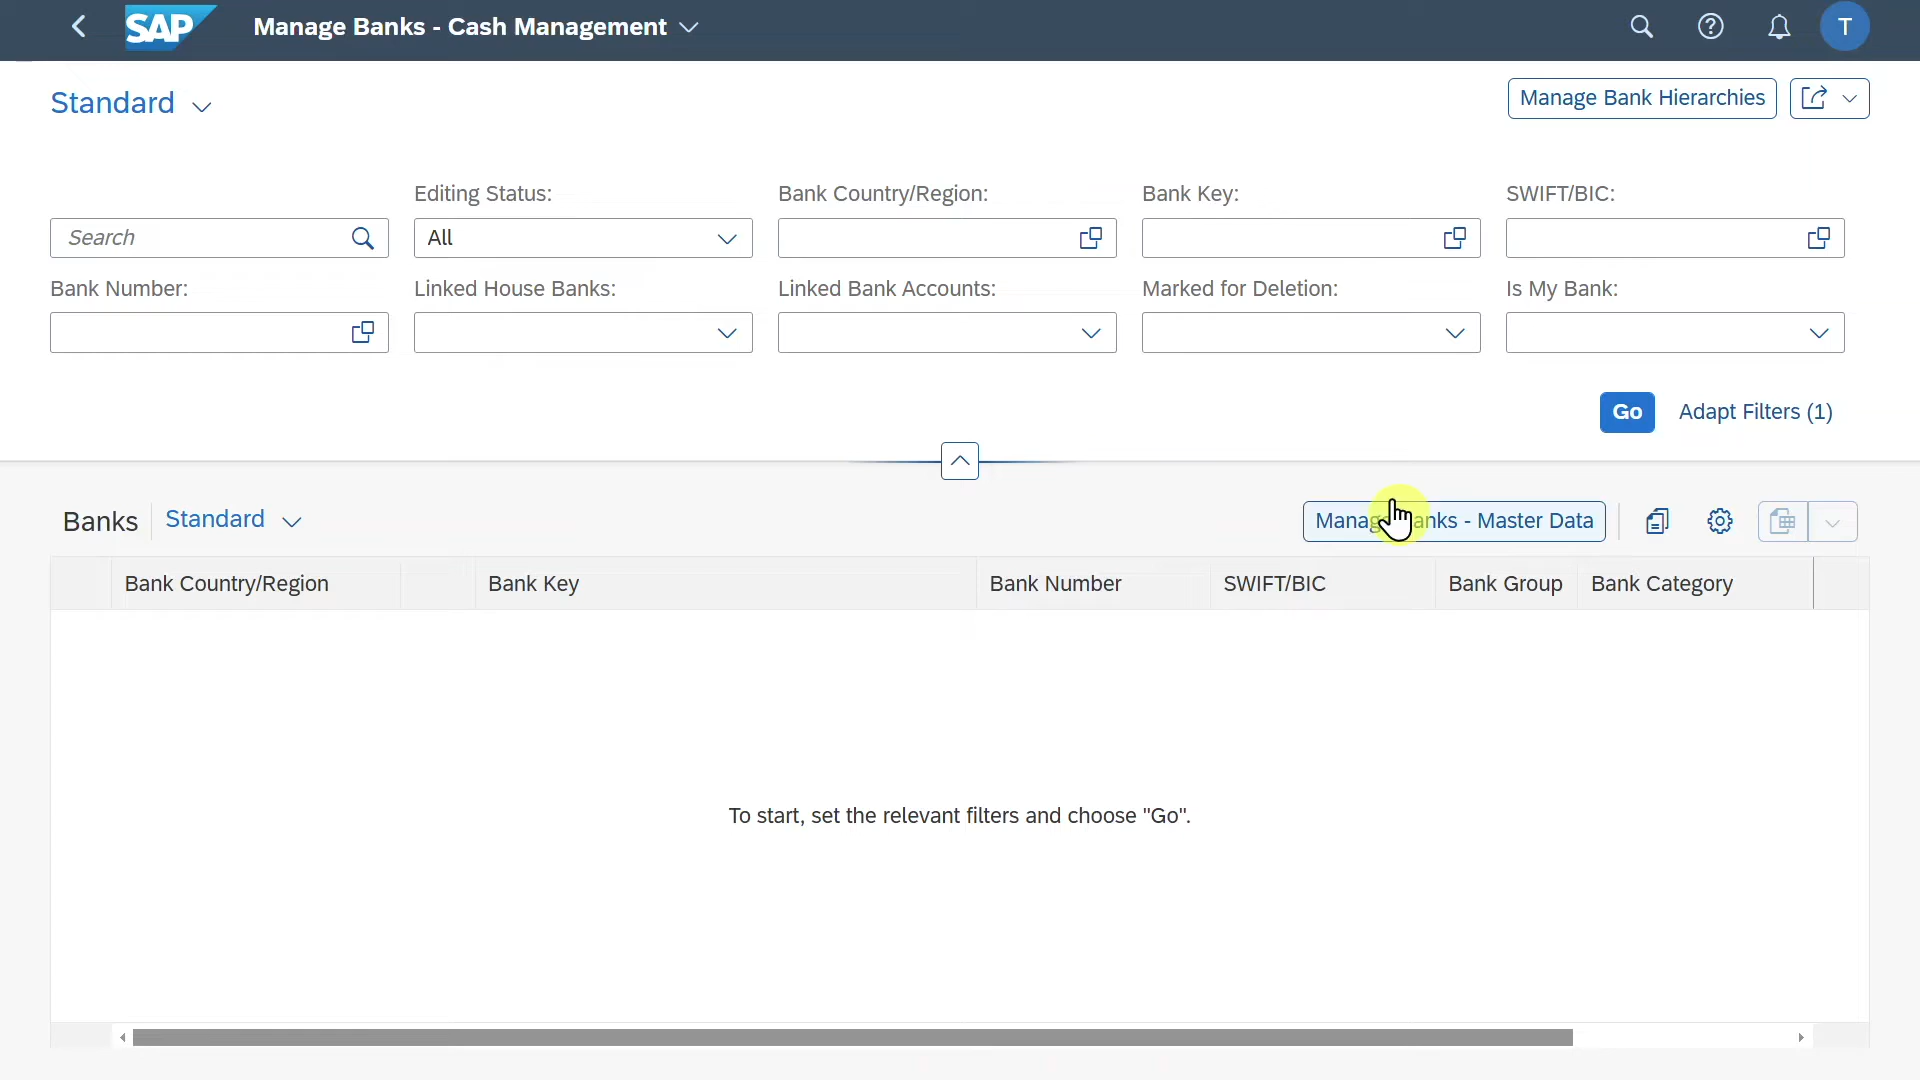 SAP Manage Banks - Cash Management T
Standard Manage Bank Hierarchies
Editing Status: Bank Country/Region: Bank Key: SWIFT/BIC:
Search All
Bank Number: Linked House Banks: Linked Bank Accounts: Marked for Deletion: Is My Bank:
Go Adapt Filters (1)
Banks Standard Manage Banks - Master Data
Bank Country/Region Bank Key Bank Number SWIFT/BIC Bank Group Bank Category
To start, set the relevant filters and choose "Go".